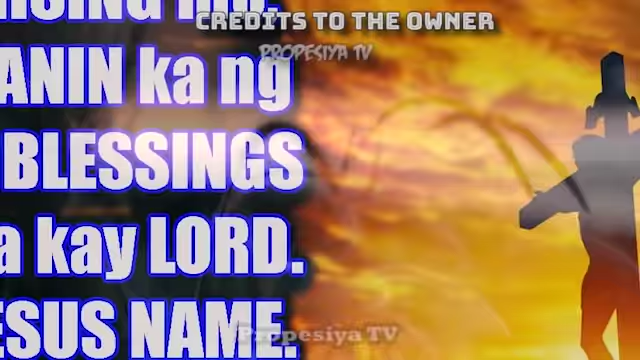 CREDITS TO THE OWNER
PROPESIYA TV
ANIN ka ng
BLESSINGS
a kay LORD.
ESUS NAME.
Propesiya TV